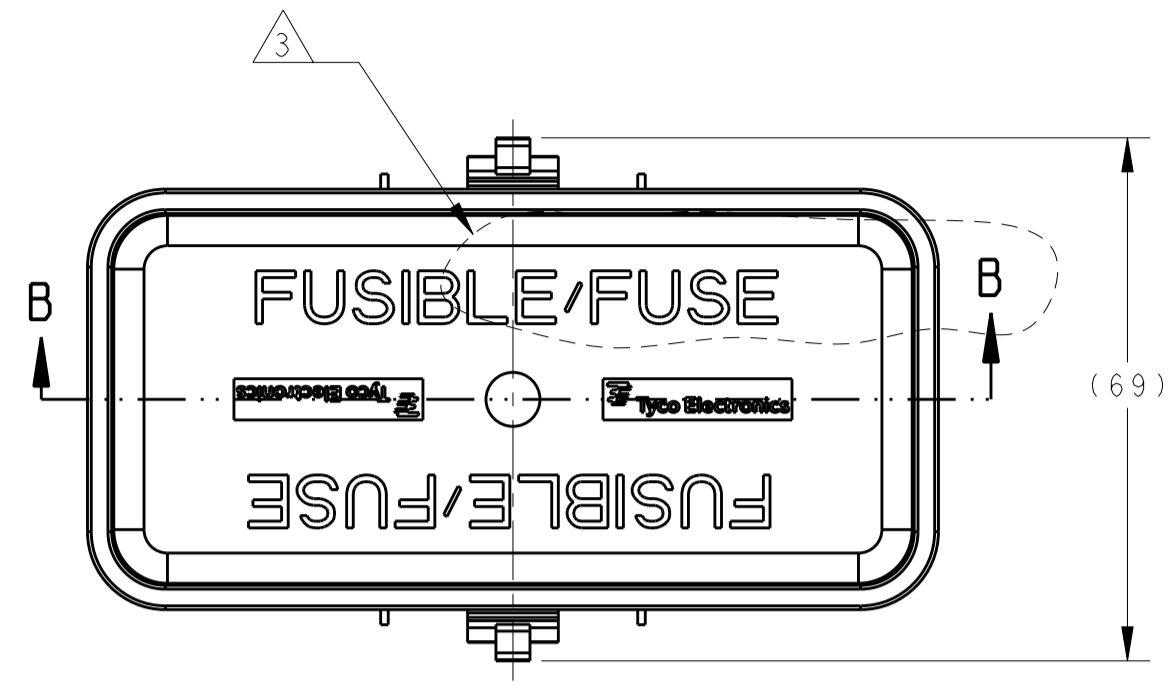 3
FUSIBLE/FUSE
B
B
Tyco Electronics
Tyco Electronics
(69)
FUSIBLE/FUSE